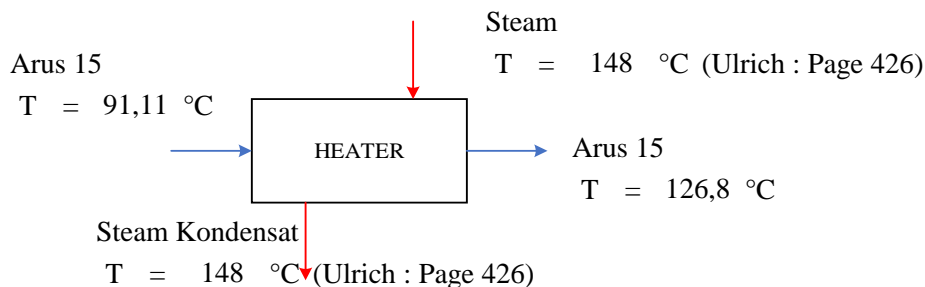 Steam
T = 148 °C (Ulrich : Page 426)
Arus 15
T = 91,11 °C
HEATER
Arus 15
T = 126,8 °C
Steam Kondensat
T = 148 °C (Ulrich : Page 426)